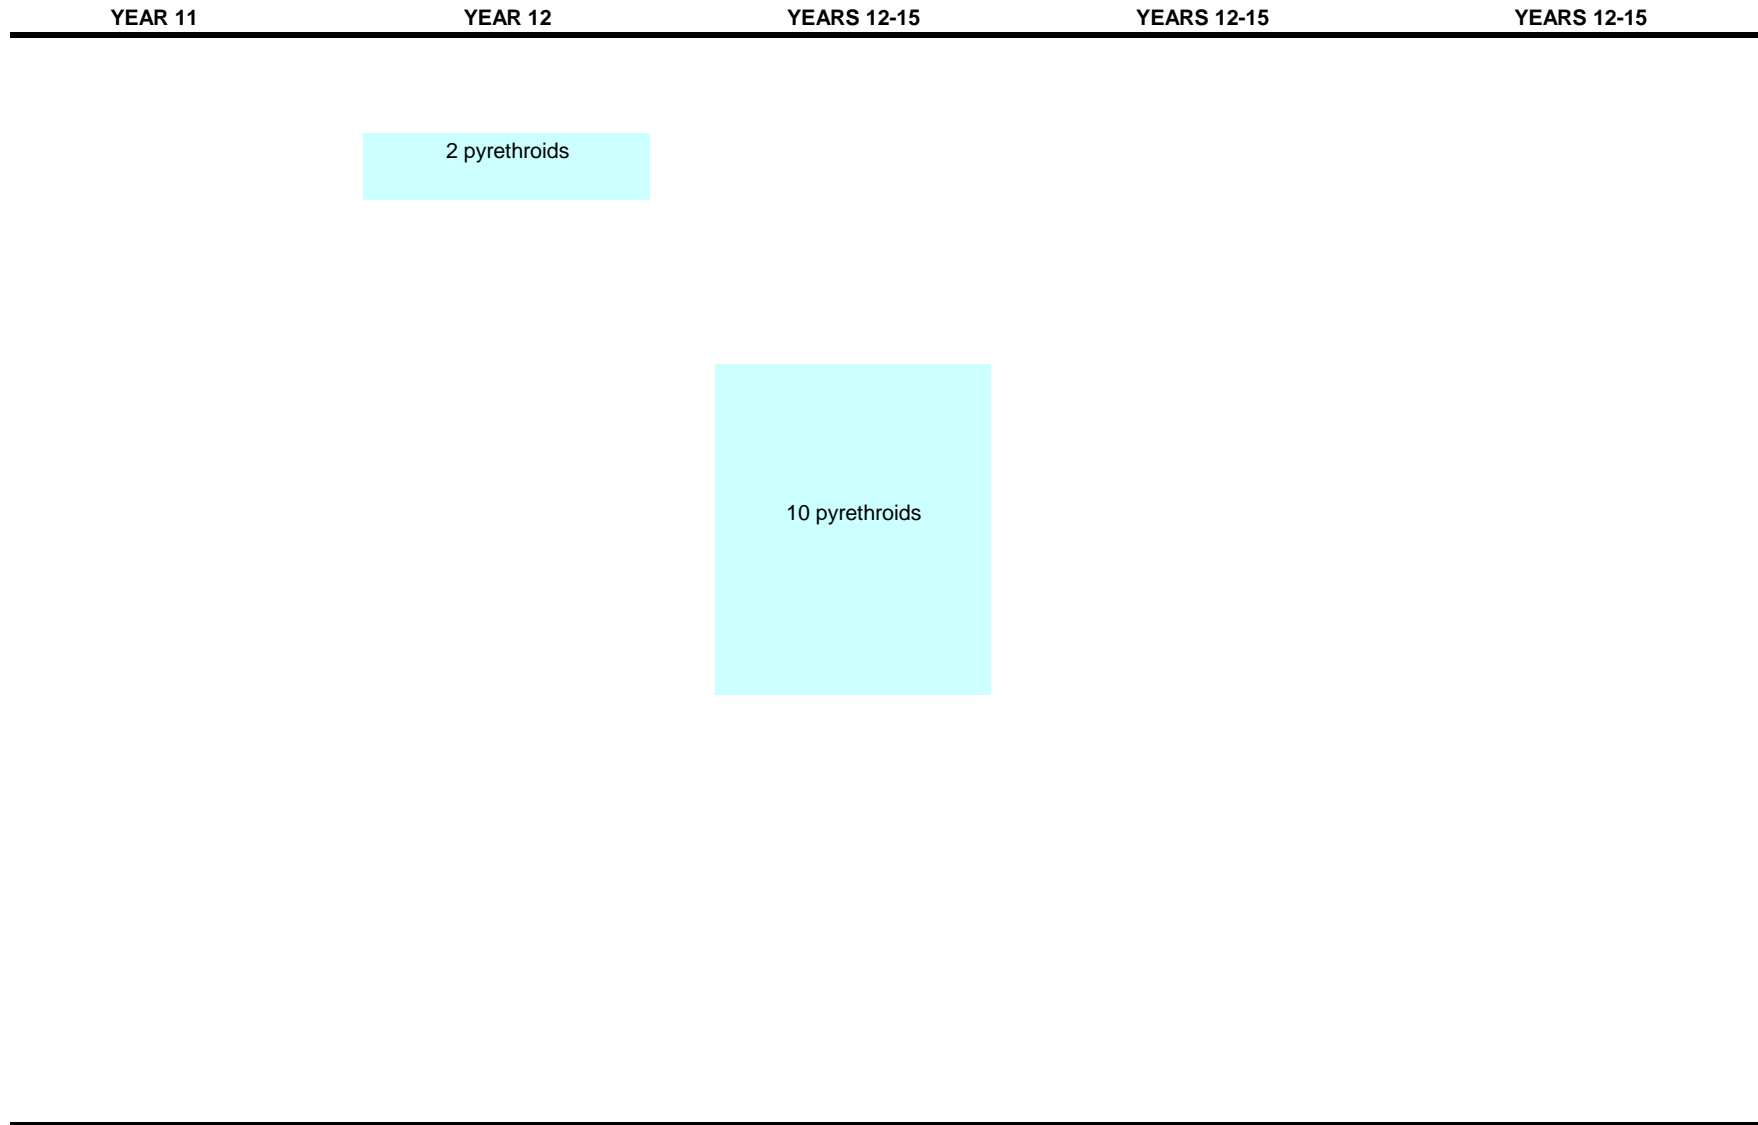 YEAR 11 YEAR 12 YEARS 12-15 YEARS 12-15 YEARS 12-15
2 pyrethroids
10 pyrethroids